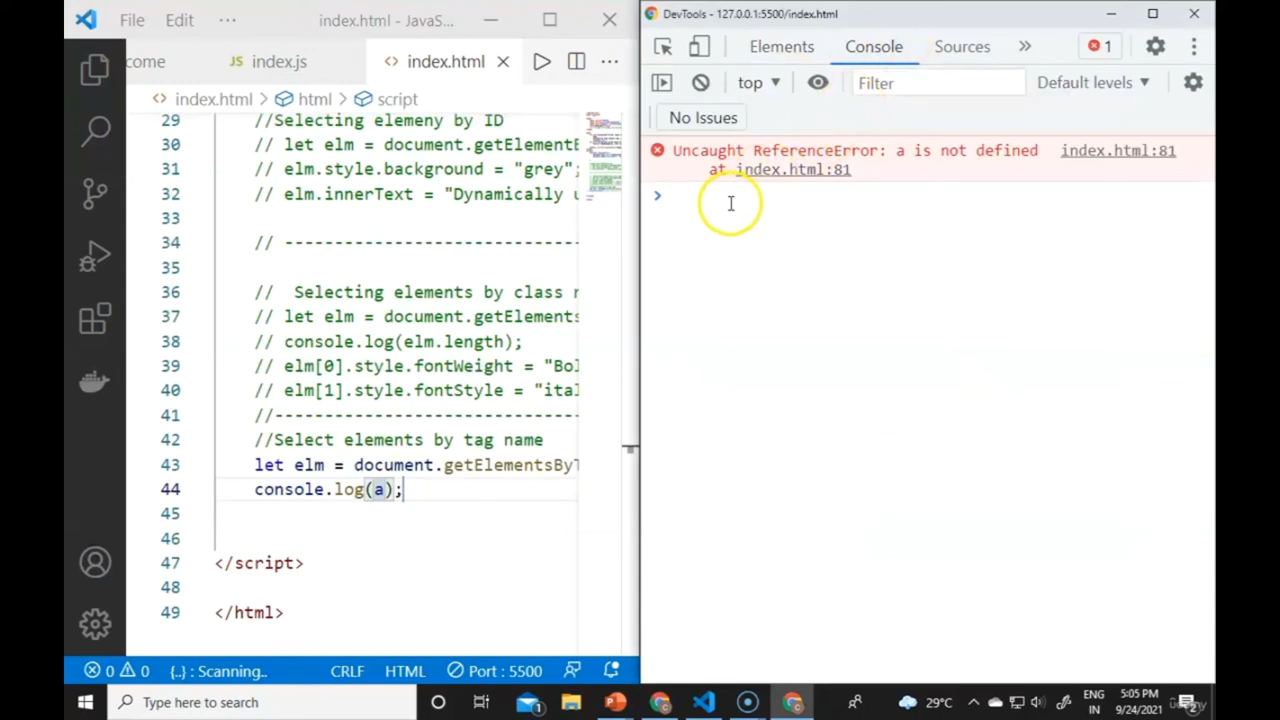 File Edit ··· index.html - JavaS...
come JS index.js <> index.html
<> index.html > html > script
29 //Selecting elemeny by ID
30 // let elm = document.getElementE
31 // elm.style.background = "grey";
32 // elm.innerText = "Dynamically u
33
34 // ------------------------------
35
36 // Selecting elements by class n
37 // let elm = document.getElements
38 // console.log(elm.length);
39 // elm[0].style.fontWeight = "Bol
40 // elm[1].style.fontStyle = "ital
41 //-------------------------------
42 //Select elements by tag name
43 let elm = document.getElementsByT
44 console.log(a);
45
46
47 </script>
48
49 </html>
0 0 {..} : Scanning.. CRLF HTML Port : 5500
DevTools - 127.0.0.1:5500/index.html
Elements Console Sources » 1
top Filter Default levels
No Issues
Uncaught ReferenceError: a is not defined index.html:81
at index.html:81
Type here to search
1 29°C ENG IN 5:05 PM 9/24/2021 2